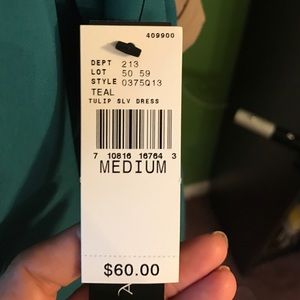 409900
DEPT 213
LOT 50 59
STYLE 0375Q13
TEAL
TULIP SLV DRESS
7 10816 16764 3
MEDIUM
$60.00